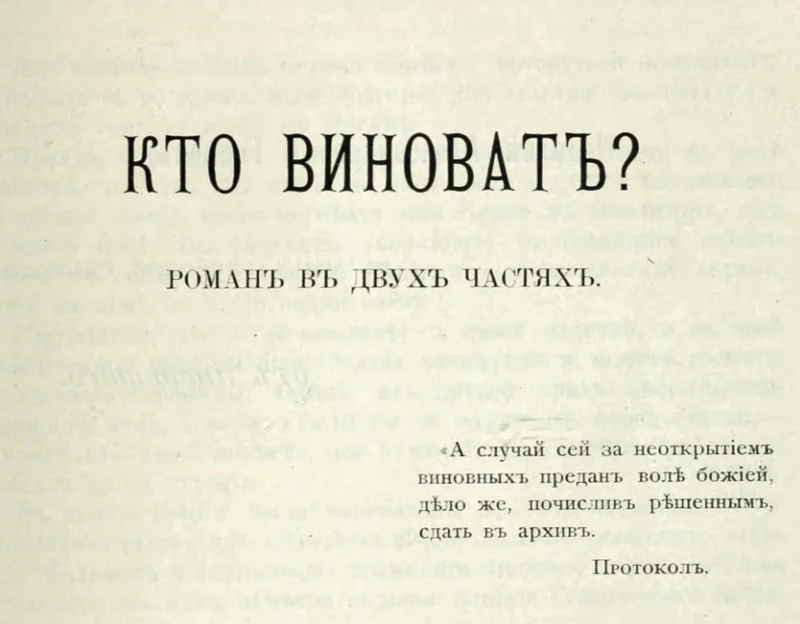 КТО ВИНОВАТЪ?
РОМАНЪ ВЪ ДВУХЪ ЧАСТЯХЪ.
«А случай сей за неоткрытіемъ
виновныхъ преданъ волѣ божіей,
дѣло же, почисливъ рѣшеннымъ,
сдать въ архивъ.
Протоколъ.